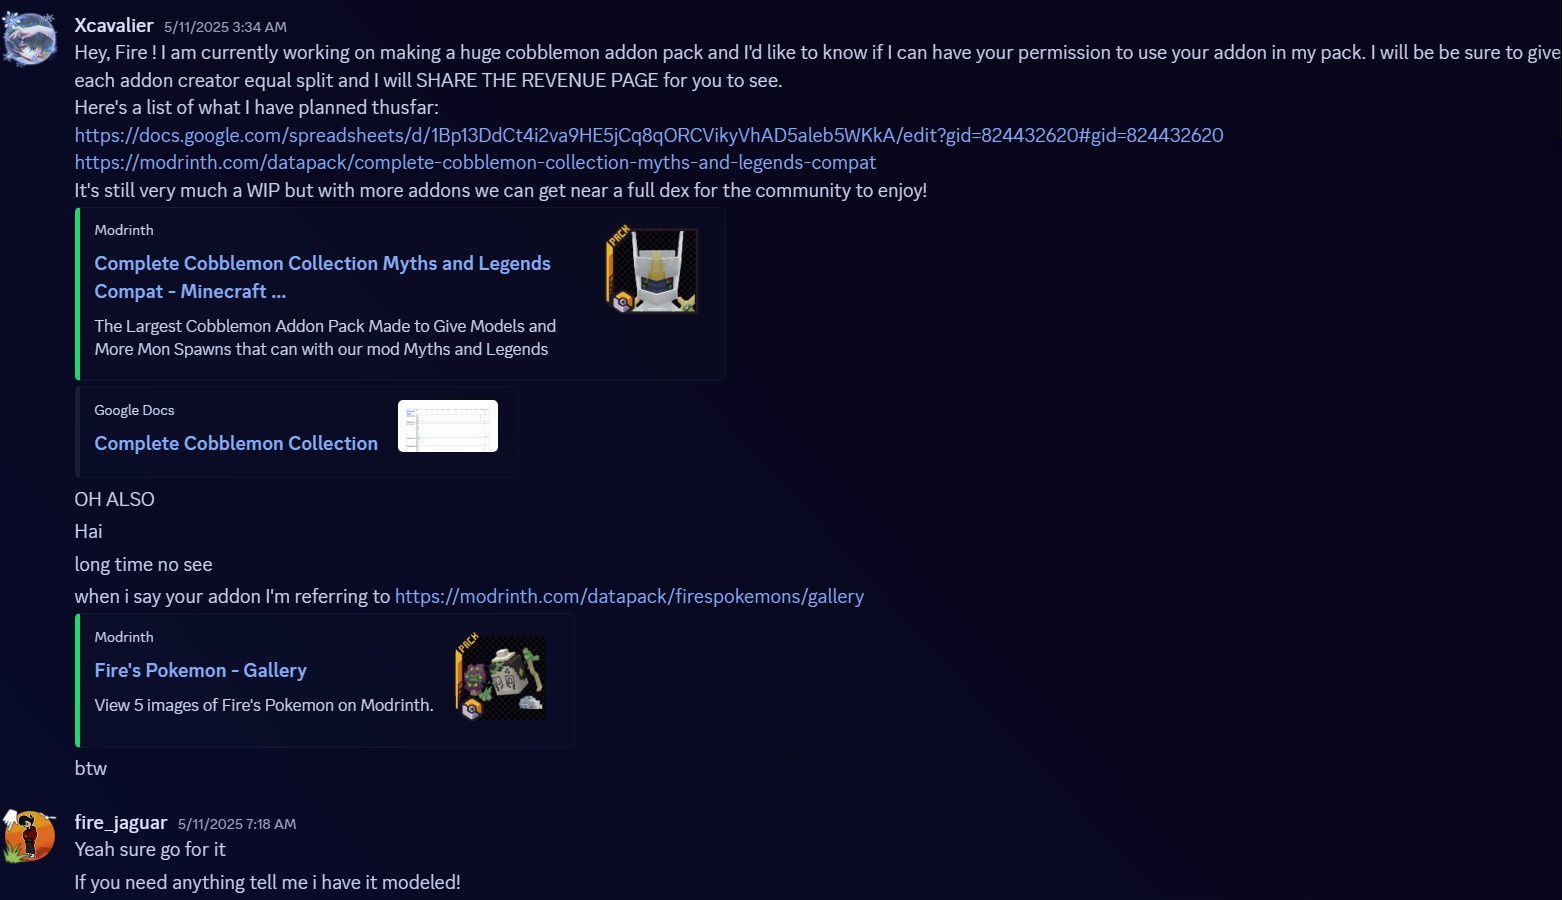 Xcavalier 5/11/2025 3:34 AM
Hey, Fire ! I am currently working on making a huge cobblemon addon pack and I'd like to know if I can have your permission to use your addon in my pack. I will be be sure to give
each addon creator equal split and I will SHARE THE REVENUE PAGE for you to see.
Here's a list of what I have planned thusfar:
https://docs.google.com/spreadsheets/d/1Bp13DdCt4i2va9HE5jCq8qORCVikyVhAD5aleb5WKkA/edit?gid=824432620#gid=824432620
https://modrinth.com/datapack/complete-cobblemon-collection-myths-and-legends-compat
It's still very much a WIP but with more addons we can get near a full dex for the community to enjoy!
Modrinth
Complete Cobblemon Collection Myths and Legends
Compat - Minecraft ...
The Largest Cobblemon Addon Pack Made to Give Models and
More Mon Spawns that can with our mod Myths and Legends
PACK
Google Docs
Complete Cobblemon Collection
OH ALSO
Hai
long time no see
when i say your addon I'm referring to https://modrinth.com/datapack/firespokemons/gallery
Modrinth
Fire's Pokemon - Gallery
View 5 images of Fire's Pokemon on Modrinth.
PACK
btw
fire_jaguar 5/11/2025 7:18 AM
Yeah sure go for it
If you need anything tell me i have it modeled!